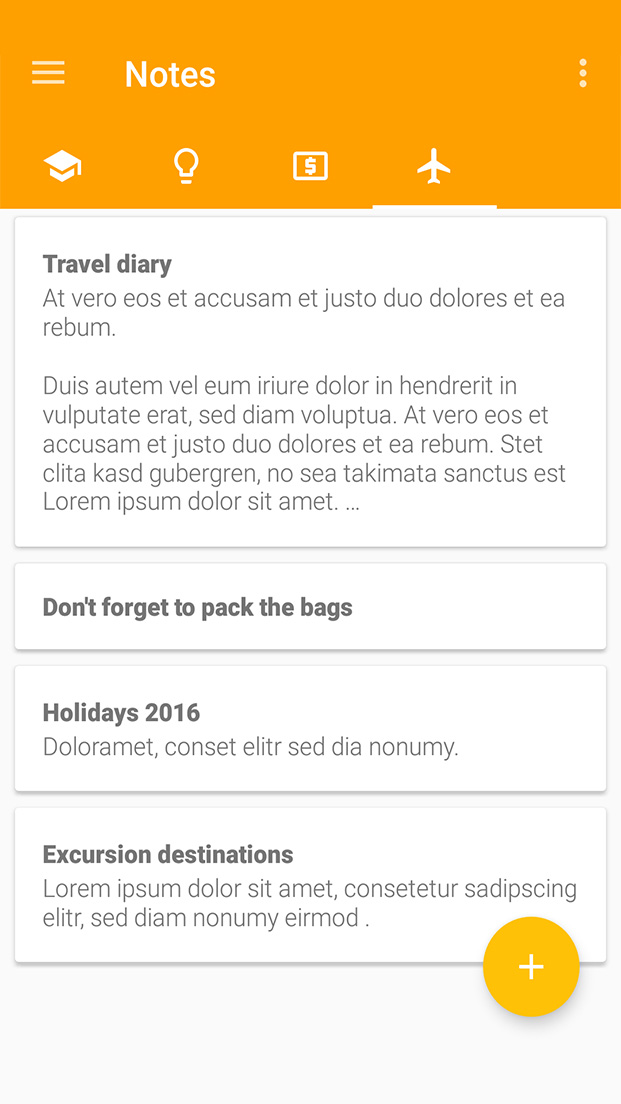 Notes
Travel diary
At vero eos et accusam et justo duo dolores et ea
rebum.
Duis autem vel eum iriure dolor in hendrerit in
vulputate erat, sed diam voluptua. At vero eos et
accusam et justo duo dolores et ea rebum. Stet
clita kasd gubergren, no sea takimata sanctus est
Lorem ipsum dolor sit amet. ...
Don't forget to pack the bags
Holidays 2016
Doloramet, conset elitr sed dia nonumy.
Excursion destinations
Lorem ipsum dolor sit amet, consetetur sadipscing
elitr, sed diam nonumy eirmod .